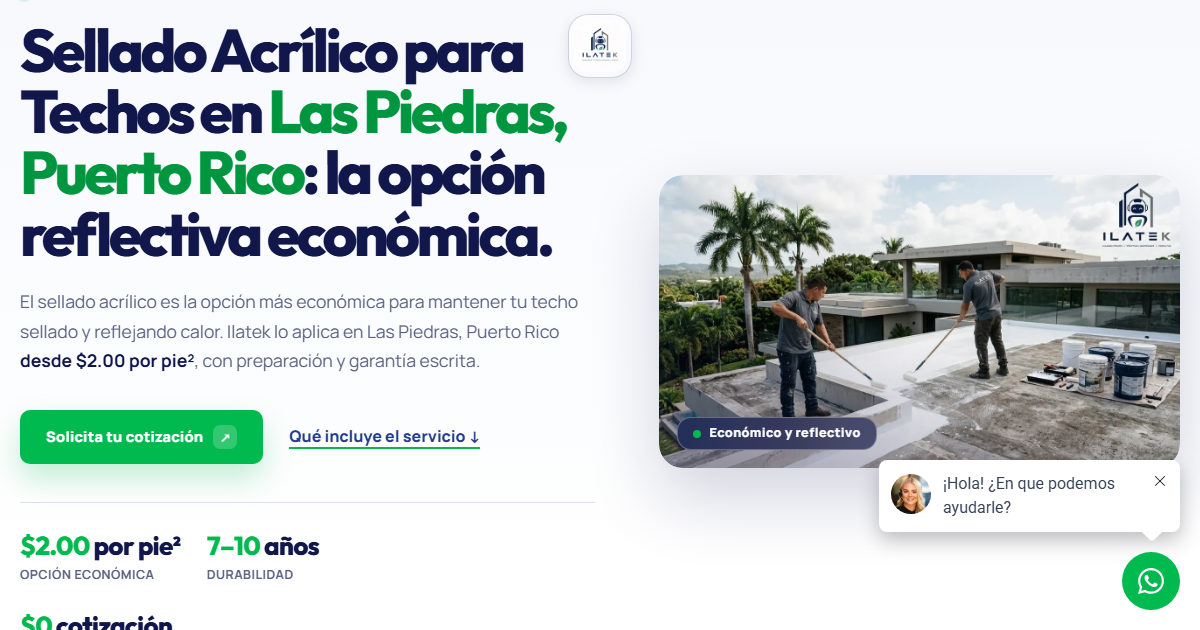 Sellado Acrílico para
Techos en Las Piedras,
Puerto Rico: la opción
reflectiva económica.
ILATEK
El sellado acrílico es la opción más económica para mantener tu techo
sellado y reflejando calor. Ilatek lo aplica en Las Piedras, Puerto Rico
desde $2.00 por pie², con preparación y garantía escrita.
Solicita tu cotización ↗
Qué incluye el servicio ↓
ILATEK
Económico y reflectivo
¡Hola! ¿En que podemos
ayudarle?
$2.00 por pie²
OPCIÓN ECONÓMICA
7–10 años
DURABILIDAD
$0 cotización